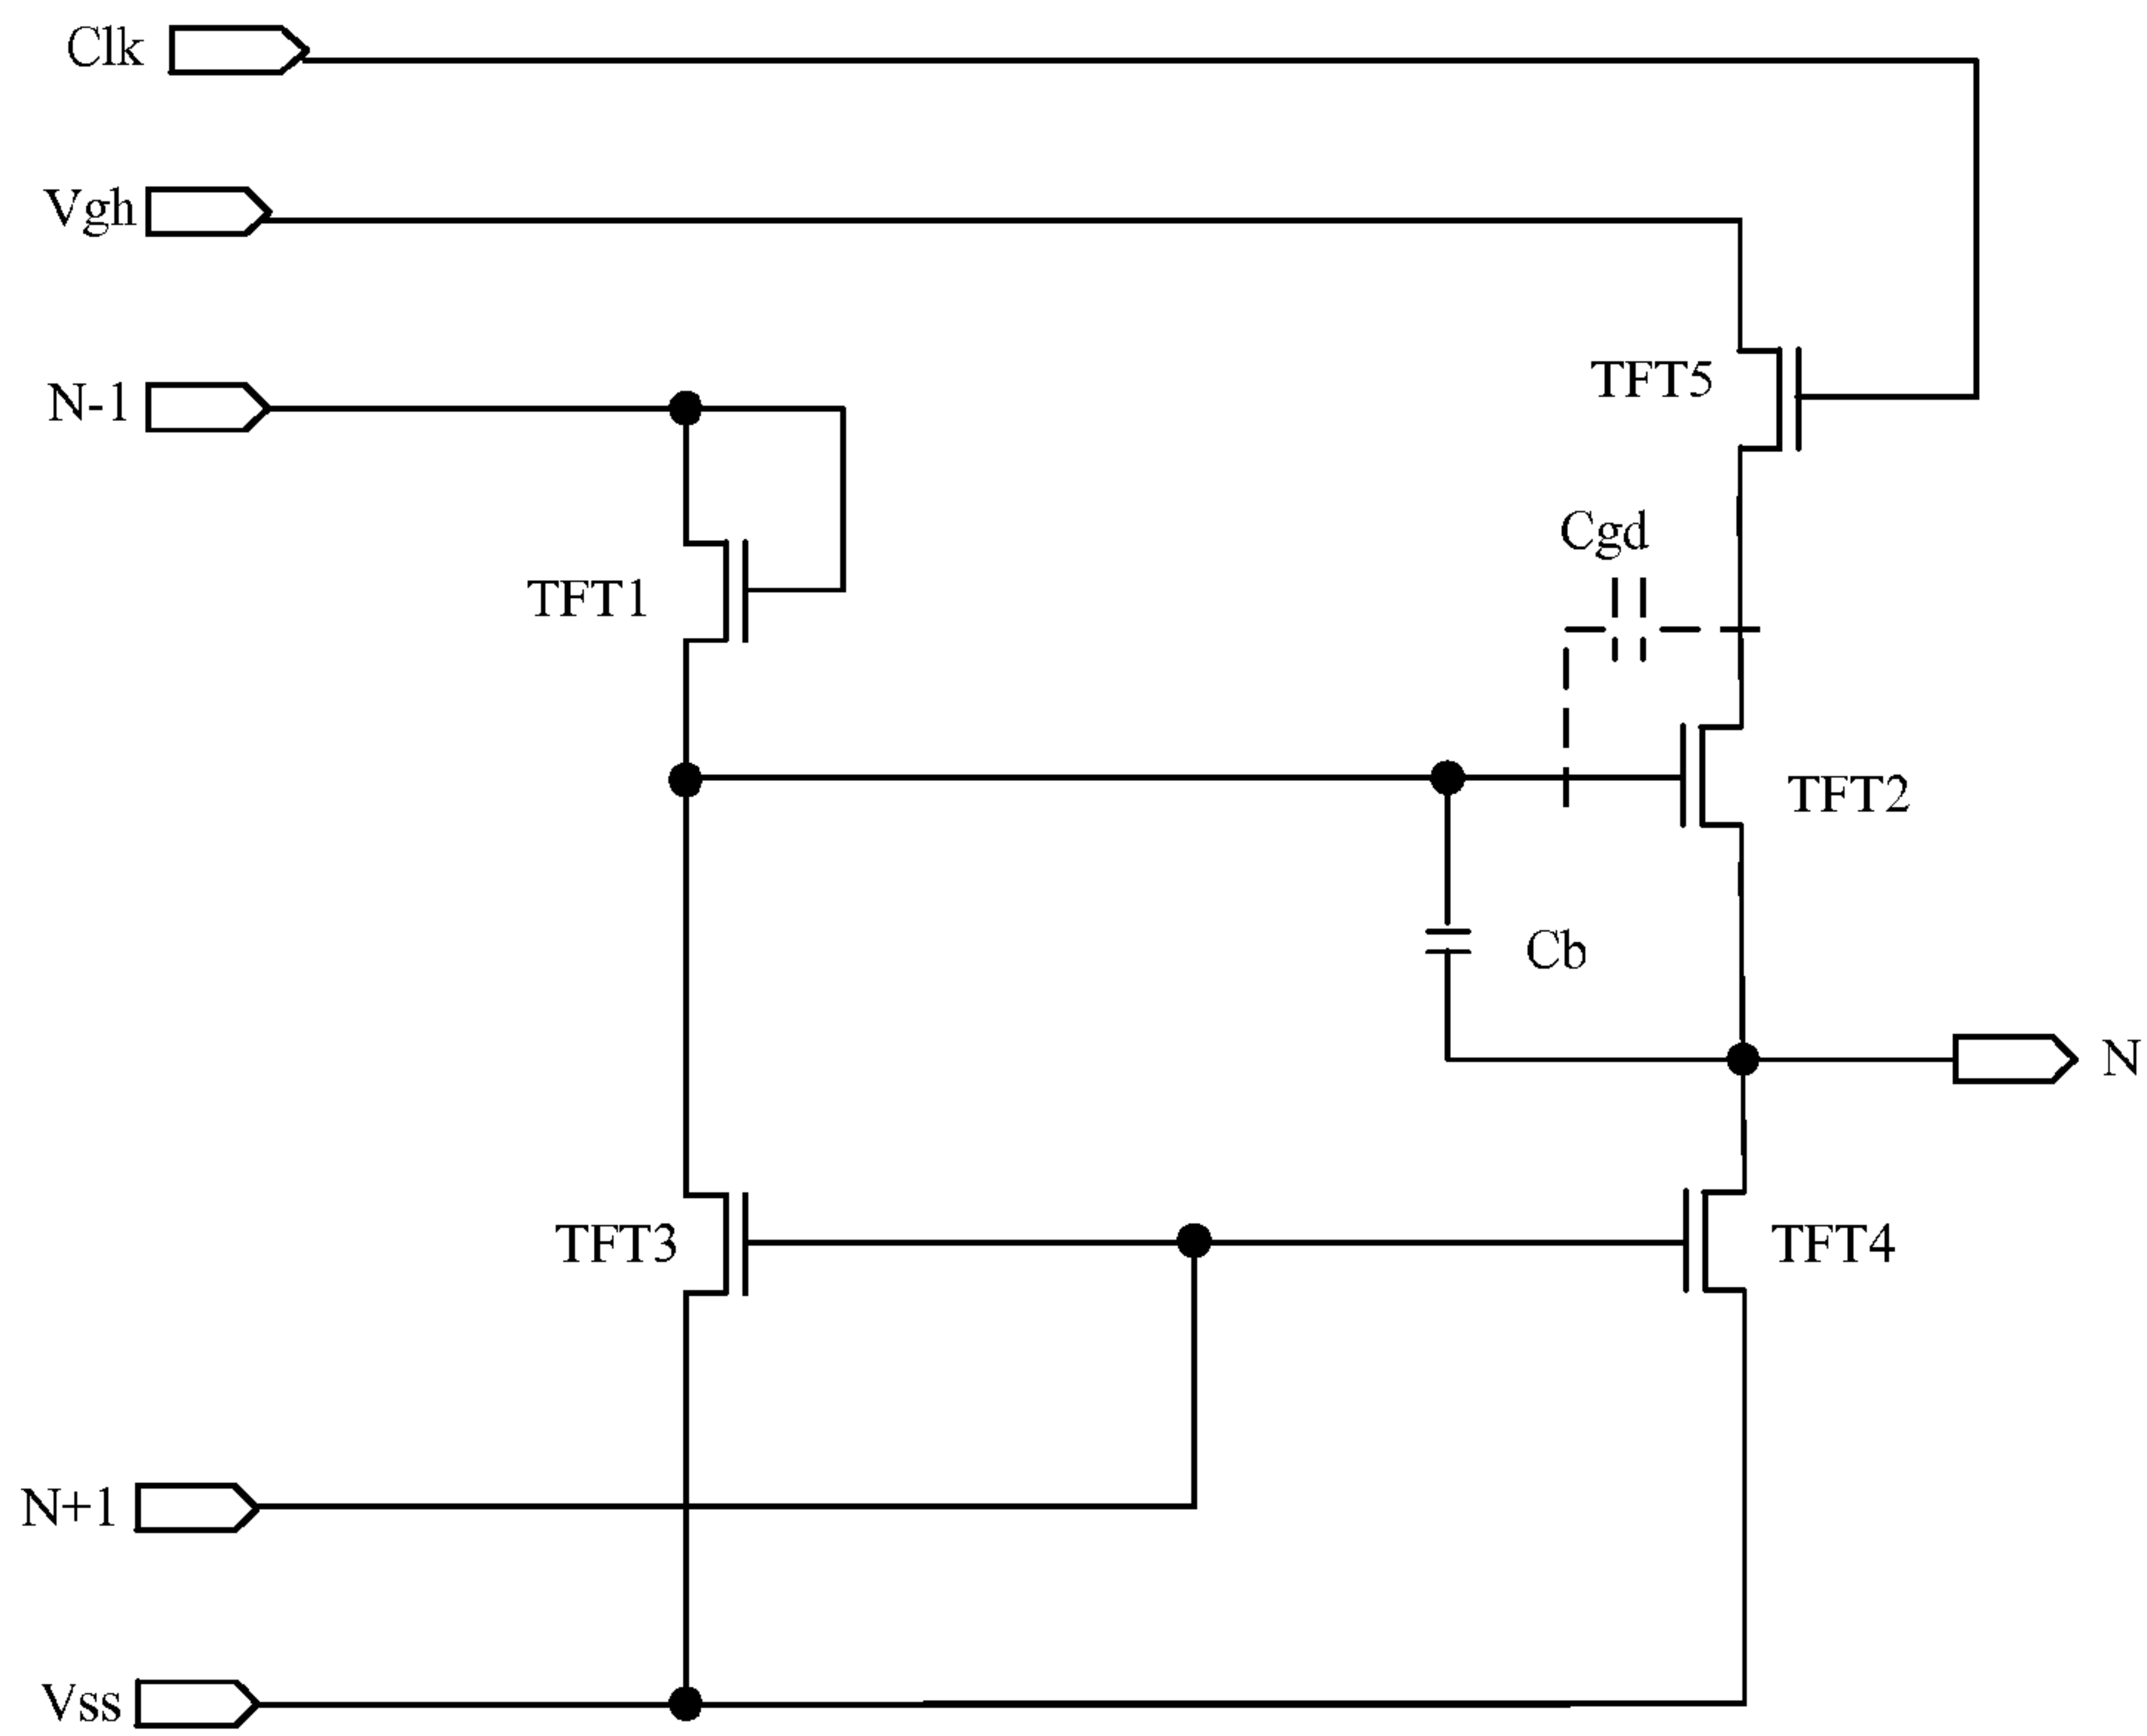 Clk
Vgh
N-1
TFT5
Cgd
TFT1
TFT2
Cb
N
TFT3
TFT4
N+1
Vss